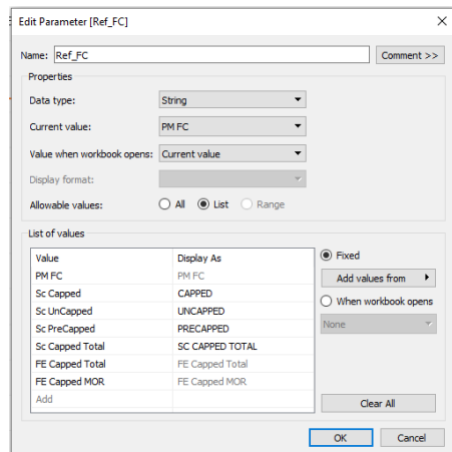 Edit Parameter [Ref_FC]
Name: Ref_FC Comment >>
Properties
Data type: String
Current value: PM FC
Value when workbook opens: Current value
Display format:
Allowable values: All List Range
List of values
Value Display As
PM FC PM FC
Sc Capped CAPPED
Sc UnCapped UNCAPPED
Sc PreCapped PRECAPPED
Sc Capped Total SC CAPPED TOTAL
FE Capped Total FE Capped Total
FE Capped MOR FE Capped MOR
Add
Fixed
Add values from
When workbook opens
None
Clear All
OK Cancel